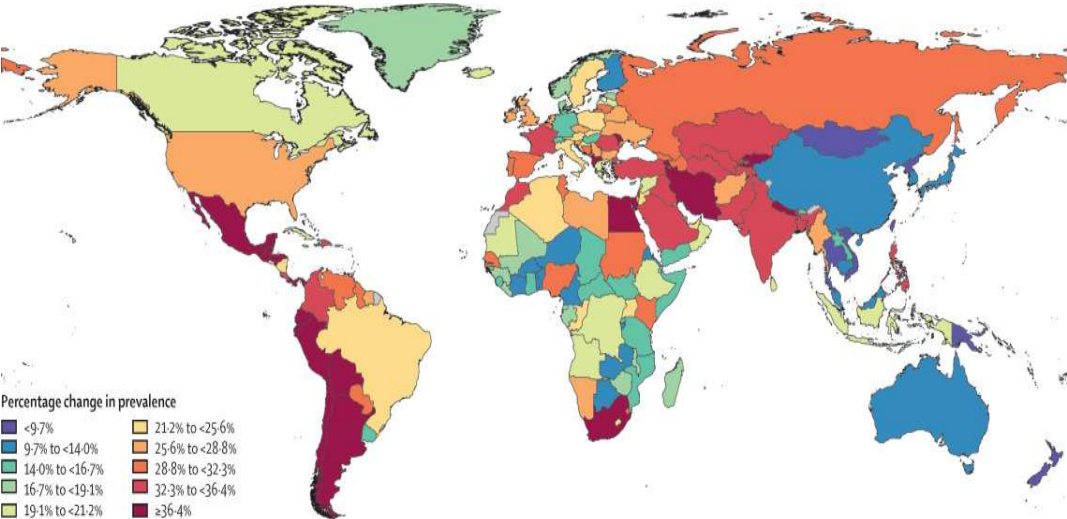 Percentage change in prevalence
<9·7%
9·7% to <14·0%
14·0% to <16·7%
16·7% to <19·1%
19·1% to <21·2%
21·2% to <25·6%
25·6% to <28·8%
28·8% to <32·3%
32·3% to <36·4%
≥36·4%